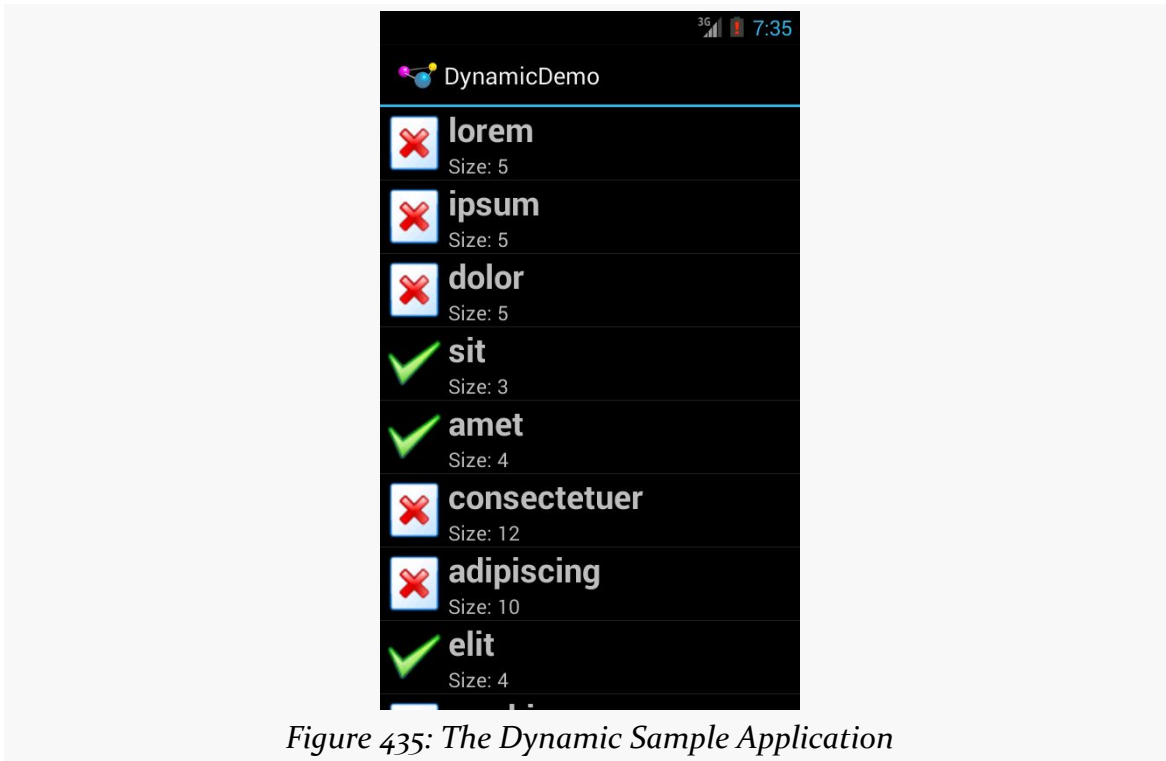 3G 7:35
DynamicDemo
lorem
Size: 5
ipsum
Size: 5
dolor
Size: 5
sit
Size: 3
amet
Size: 4
consectetuer
Size: 12
adipiscing
Size: 10
elit
Size: 4
Figure 435: The Dynamic Sample Application